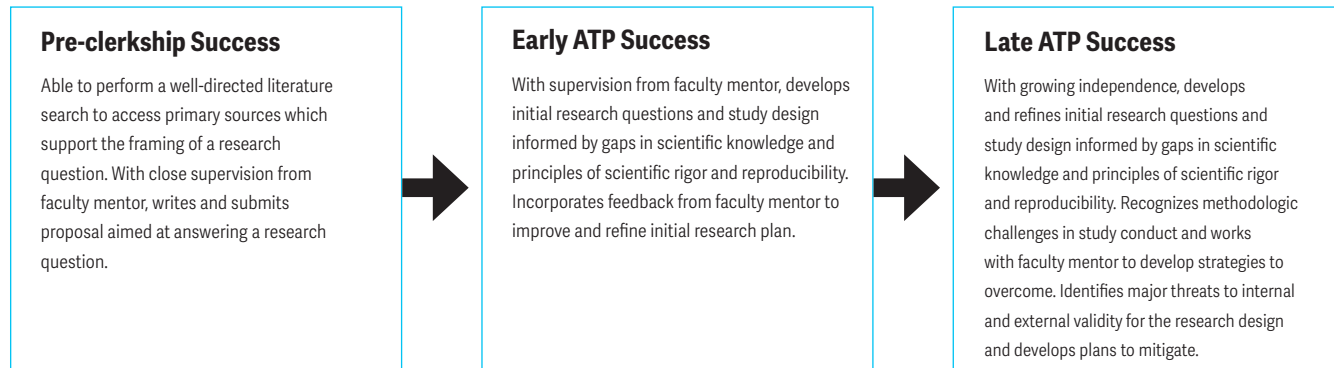 Pre-clerkship Success
Able to perform a well-directed literature
search to access primary sources which
support the framing of a research
question. With close supervision from
faculty mentor, writes and submits
proposal aimed at answering a research
question.
Early ATP Success
With supervision from faculty mentor, develops
initial research questions and study design
informed by gaps in scientific knowledge and
principles of scientific rigor and reproducibility.
Incorporates feedback from faculty mentor to
improve and refine initial research plan.
Late ATP Success
With growing independence, develops
and refines initial research questions and
study design informed by gaps in scientific
knowledge and principles of scientific rigor
and reproducibility. Recognizes methodologic
challenges in study conduct and works
with faculty mentor to develop strategies to
overcome. Identifies major threats to internal
and external validity for the research design
and develops plans to mitigate.